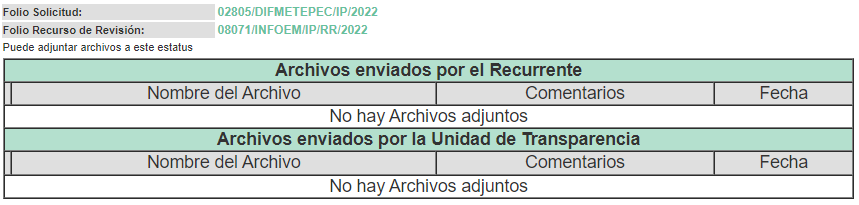 Folio Solicitud: 02805/DIFMETEPEC/IP/2022
Folio Recurso de Revisión: 08071/INFOEM/IP/RR/2022
Puede adjuntar archivos a este estatus
Archivos enviados por el Recurrente
Nombre del Archivo Comentarios Fecha
No hay Archivos adjuntos
Archivos enviados por la Unidad de Transparencia
Nombre del Archivo Comentarios Fecha
No hay Archivos adjuntos